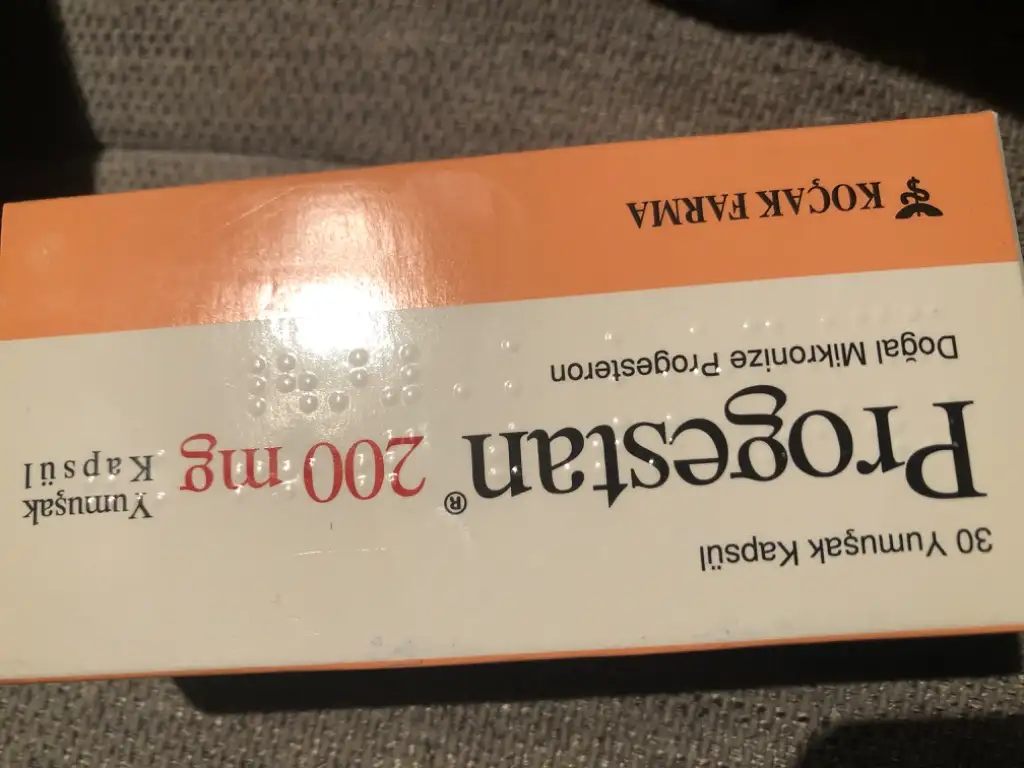 30 Yumuşak Kapsül
Progestan® 200 mg Yumuşak Kapsül
Doğal Mikronize Progesteron
KOÇAK FARMA